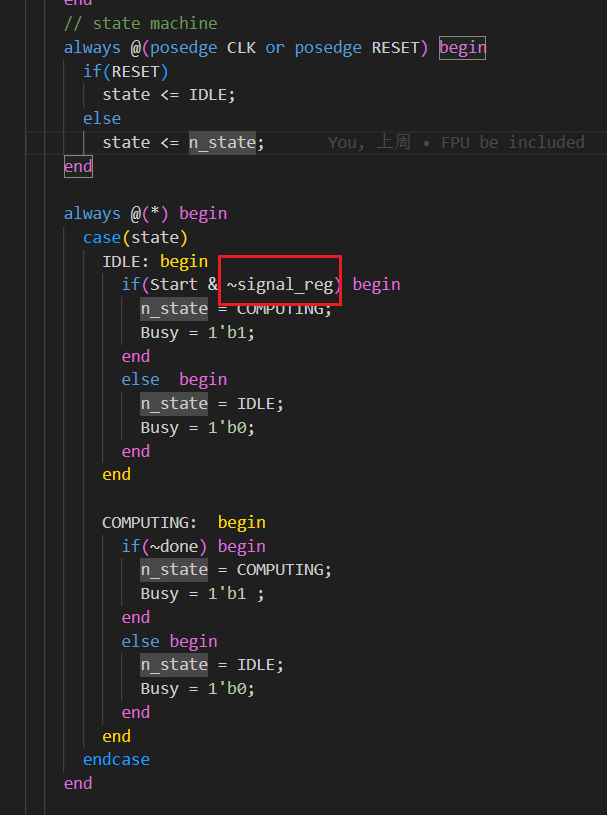 end
// state machine
always @(posedge CLK or posedge RESET) begin
if(RESET)
state <= IDLE;
else
state <= n_state; You, 上周 • FPU be included
end
always @(*) begin
case(state)
IDLE: begin
if(Start & ~signal_reg) begin
n_state = COMPUTING;
Busy = 1'b1;
end
else  begin
n_state = IDLE;
Busy = 1'b0;
end
end
COMPUTING:  begin
if(~done) begin
n_state = COMPUTING;
Busy = 1'b1 ;
end
else begin
n_state = IDLE;
Busy = 1'b0;
end
end
endcase
end